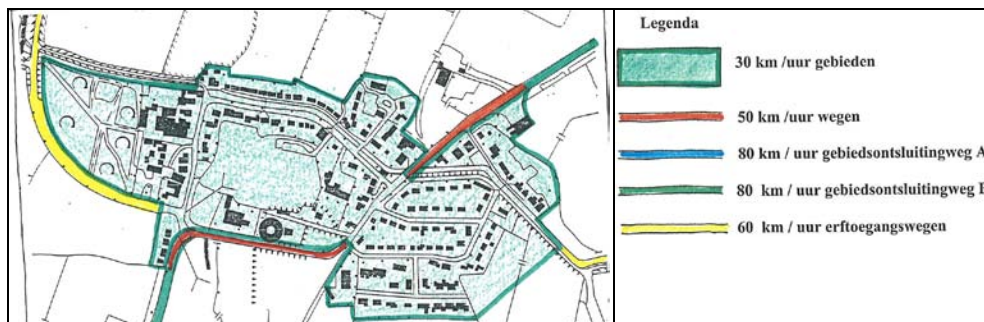 Legenda
30 km /uur gebieden
50 km /uur wegen
80 km / uur gebiedsontsluitingweg A
80 km / uur gebiedsontsluitingweg
60 km / uur erftoegangswegen